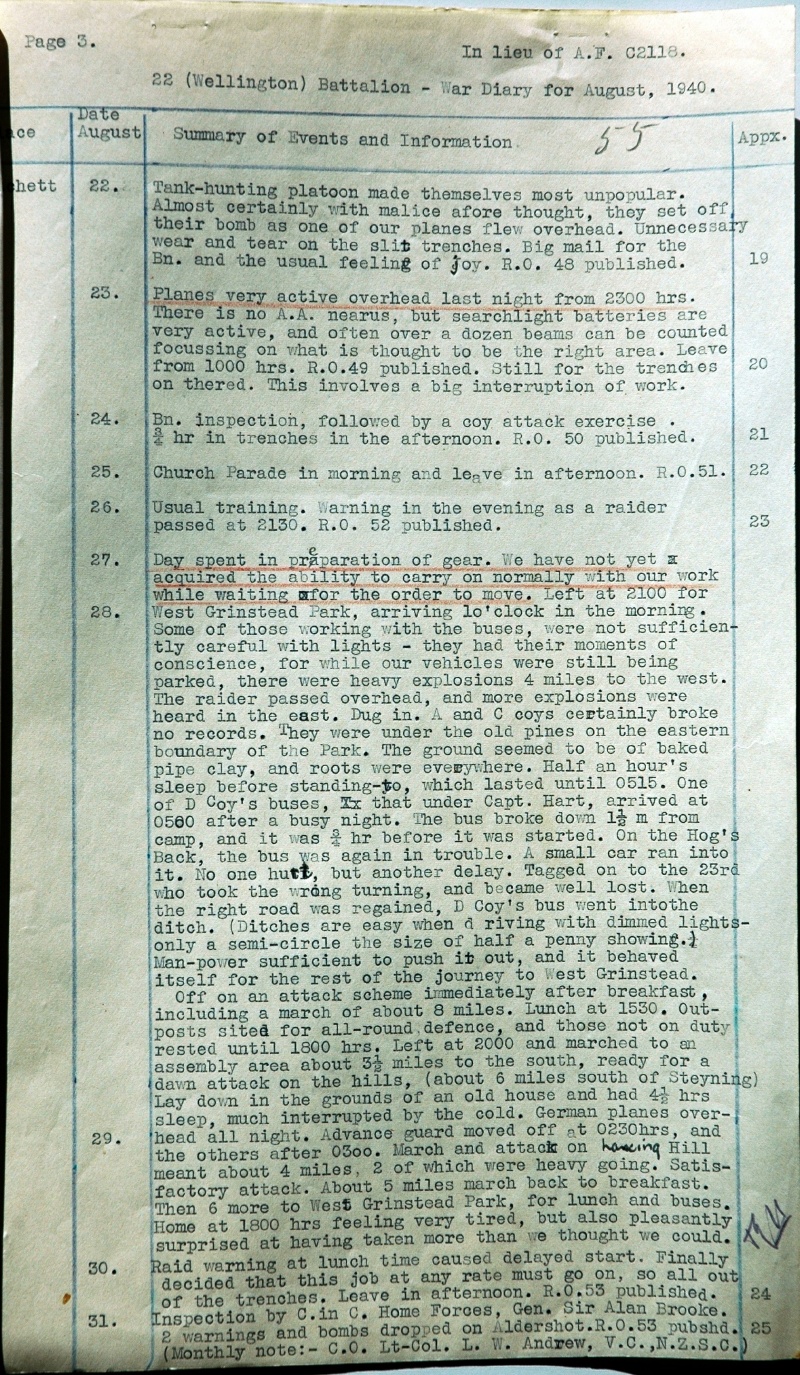 Page 3.
In lieu of A.F. C2118.
22 (Wellington) Battalion - War Diary for August, 1940.
ce Date August Summary of Events and Information. 55 Appx.
hett 22. Tank-hunting platoon made themselves most unpopular.
Almost certainly with malice afore thought, they set off
their bomb as one of our planes flew overhead. Unnecessary
wear and tear on the slit trenches. Big mail for the
Bn. and the usual feeling of joy. R.O. 48 published. 19
23. Planes very active overhead last night from 2300 hrs.
There is no A.A. nearus, but searchlight batteries are
very active, and often over a dozen beams can be counted
focussing on what is thought to be the right area. Leave
from 1000 hrs. R.O.49 published. Still for the trenches 20
on thered. This involves a big interruption of work.
24. Bn. inspection, followed by a coy attack exercise .
¾ hr in trenches in the afternoon. R.O. 50 published. 21
25. Church Parade in morning and leave in afternoon. R.O.51. 22
26. Usual training. Warning in the evening as a raider
passed at 2130. R.O. 52 published. 23
27. Day spent in preparation of gear. We have not yet x
acquired the ability to carry on normally with our work
while waiting for the order to move. Left at 2100 for
28. West Grinstead Park, arriving 1o'clock in the morning.
Some of those working with the buses, were not sufficien-
tly careful with lights - they had their moments of
conscience, for while our vehicles were still being
parked, there were heavy explosions 4 miles to the west.
The raider passed overhead, and more explosions were
heard in the east. Dug in. A and C coys certainly broke
no records. They were under the old pines on the eastern
boundary of the Park. The ground seemed to be of baked
pipe clay, and roots were everywhere. Half an hour's
sleep before standing-to, which lasted until 0515. One
of D Coy's buses, Xx that under Capt. Hart, arrived at
0500 after a busy night. The bus broke down 1½ m from
camp, and it was ¾ hr before it was started. On the Hog's
Back, the bus was again in trouble. A small car ran into
it. No one hutt, but another delay. Tagged on to the 23rd
who took the wrong turning, and became well lost. When
the right road was regained, D Coy's bus went intothe
ditch. (Ditches are easy when d riving with dimmed lights-
only a semi-circle the size of half a penny showing.)
Man-power sufficient to push it out, and it behaved
itself for the rest of the journey to West Grinstead.
Off on an attack scheme immediately after breakfast,
including a march of about 8 miles. Lunch at 1530. Out-
posts sited for all-round defence, and those not on duty
rested until 1800 hrs. Left at 2000 and marched to an
assembly area about 3½ miles to the south, ready for a
dawn attack on the hills, (about 6 miles south of Steyning)
Lay down in the grounds of an old house and had 4½ hrs
sleep, much interrupted by the cold. German planes over-
29. head all night. Advance guard moved off at 0230hrs, and
the others after 03oo. March and attack on Hill
meant about 4 miles, 2 of which were heavy going. Satis-
factory attack. About 5 miles march back to breakfast.
Then 6 more to West Grinstead Park, for lunch and buses.
Home at 1800 hrs feeling very tired, but also pleasantly
surprised at having taken more than we thought we could.
30. Raid warning at lunch time caused delayed start. Finally
decided that this job at any rate must go on, so all out
of the trenches. Leave in afternoon. R.O.53 published. 24
31. Inspection by C.in C. Home Forces, Gen. Sir Alan Brooke.
2 warnings and bombs dropped on Aldershot.R.O.53 pubshd. 25
(Monthly note:- C.O. Lt-Col. L. W. Andrew, V.C.,N.Z.S.C.)